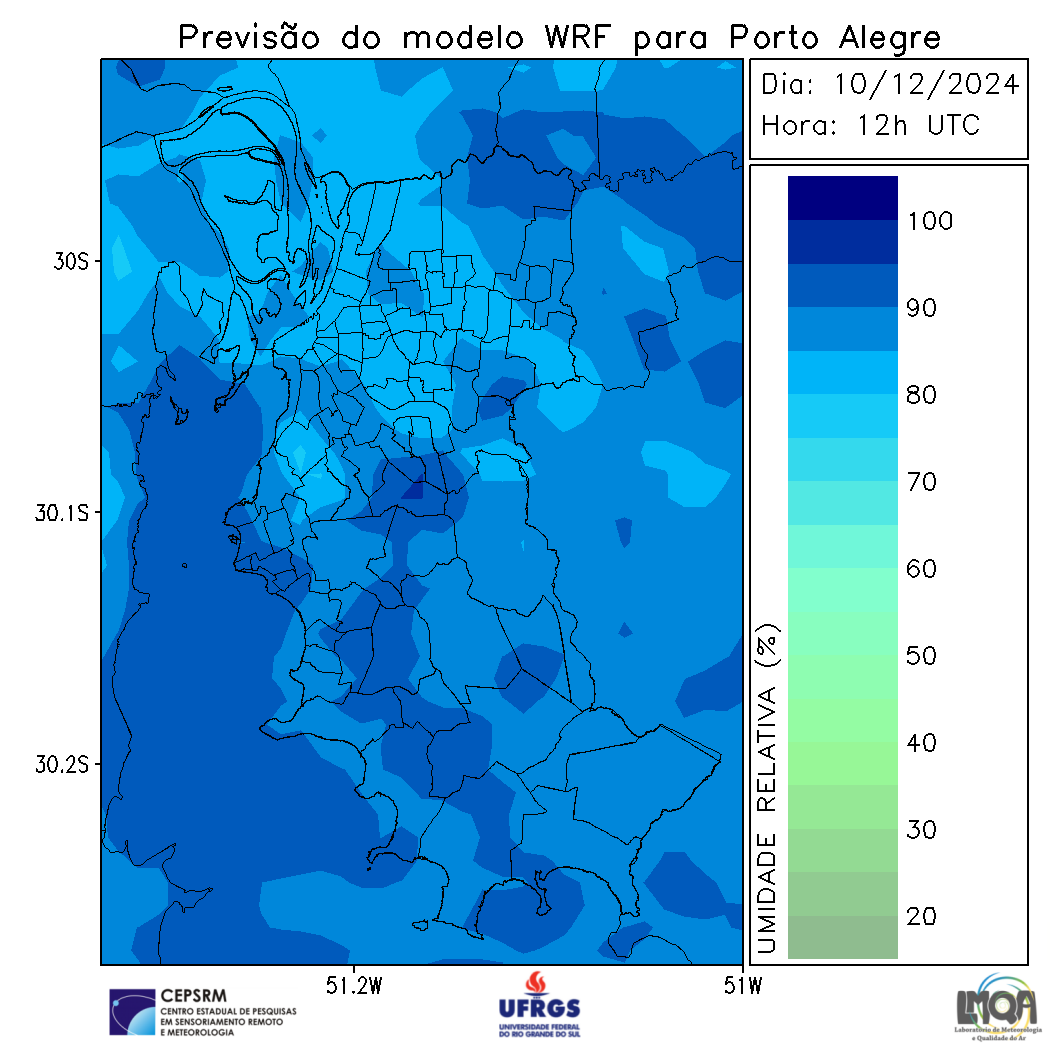 Previsão do modelo WRF para Porto Alegre
Dia: 10/12/2024
Hora: 12h UTC
30S
30.1S
30.2S
51.2W
51W
UMIDADE RELATIVA (%)
100
90
80
70
60
50
40
30
20
CEPSRM
CENTRO ESTADUAL DE PESQUISAS
EM SENSORIAMENTO REMOTO
E METEOROLOGIA
UFRGS
UNIVERSIDADE FEDERAL
DO RIO GRANDE DO SUL
LMQA
Laboratório de Meteorologia
e Qualidade do Ar